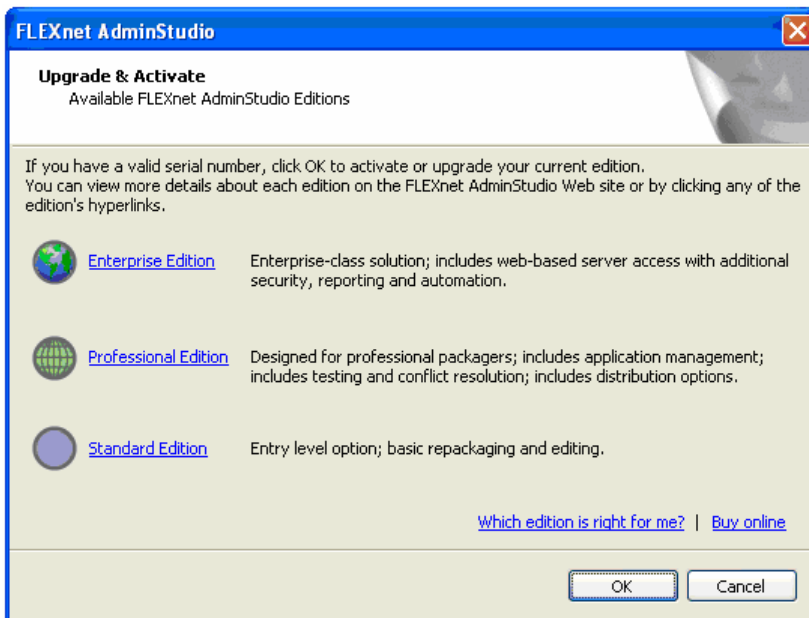 FLEXnet AdminStudio
Upgrade & Activate
Available FLEXnet AdminStudio Editions
If you have a valid serial number, click OK to activate or upgrade your current edition.
You can view more details about each edition on the FLEXnet AdminStudio Web site or by clicking any of the
edition's hyperlinks.
Enterprise Edition
Enterprise-class solution; includes web-based server access with additional
security, reporting and automation.
Professional Edition
Designed for professional packagers; includes application management;
includes testing and conflict resolution; includes distribution options.
Standard Edition
Entry level option; basic repackaging and editing.
Which edition is right for me? | Buy online
OK
Cancel